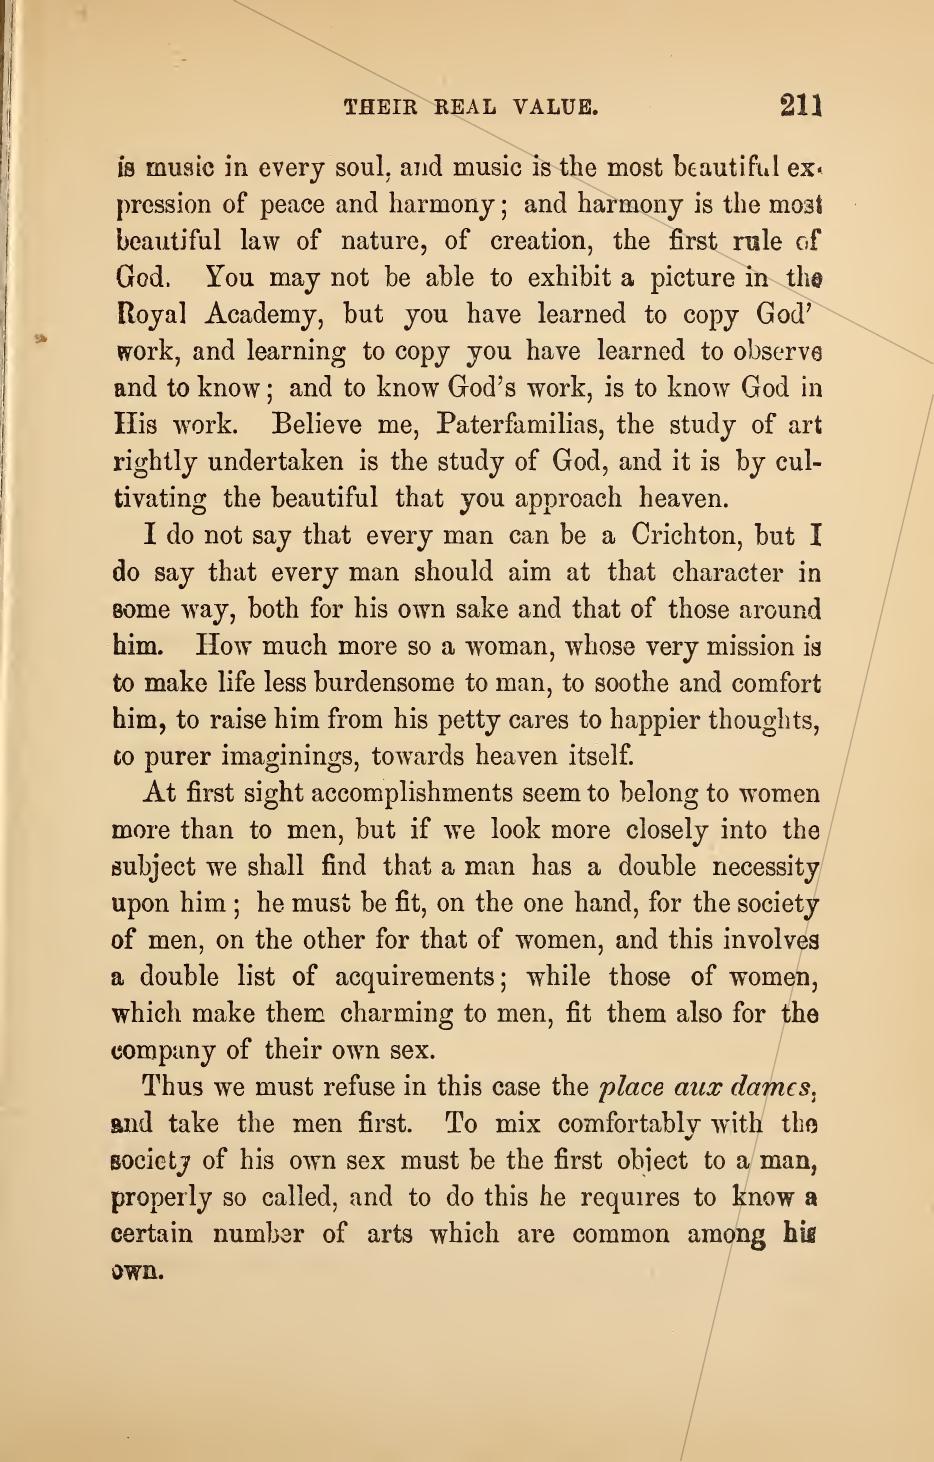 THEIR REAL VALUE. 211
is music in every soul, and music is the most beautiful ex-
pression of peace and harmony; and harmony is the most
beautiful law of nature, of creation, the first rule of
God. You may not be able to exhibit a picture in the
Royal Academy, but you have learned to copy God'
work, and learning to copy you have learned to observe
and to know; and to know God's work, is to know God in
His work. Believe me, Paterfamilias, the study of art
rightly undertaken is the study of God, and it is by cul-
tivating the beautiful that you approach heaven.
I do not say that every man can be a Crichton, but I
do say that every man should aim at that character in
some way, both for his own sake and that of those around
him. How much more so a woman, whose very mission is
to make life less burdensome to man, to soothe and comfort
him, to raise him from his petty cares to happier thoughts,
to purer imaginings, towards heaven itself.
At first sight accomplishments seem to belong to women
more than to men, but if we look more closely into the
subject we shall find that a man has a double necessity
upon him; he must be fit, on the one hand, for the society
of men, on the other for that of women, and this involves
a double list of acquirements; while those of women,
which make them charming to men, fit them also for the
company of their own sex.
Thus we must refuse in this case the place aux dames,
and take the men first. To mix comfortably with the
society of his own sex must be the first object to a man,
properly so called, and to do this he requires to know a
certain number of arts which are common among his
own.